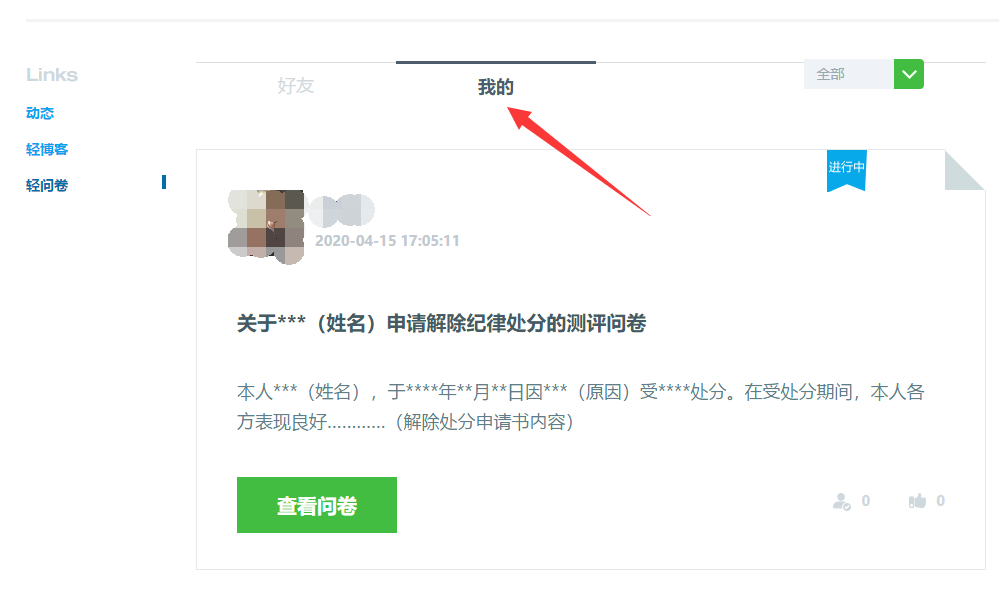 Links
动态
轻博客
轻问卷
好友
我的
全部
进行中
2020-04-15 17:05:11
关于***（姓名）申请解除纪律处分的测评问卷
本人***（姓名），于****年**月**日因***（原因）受****处分。在受处分期间，本人各
方表现良好............（解除处分申请书内容）
查看问卷
0
0